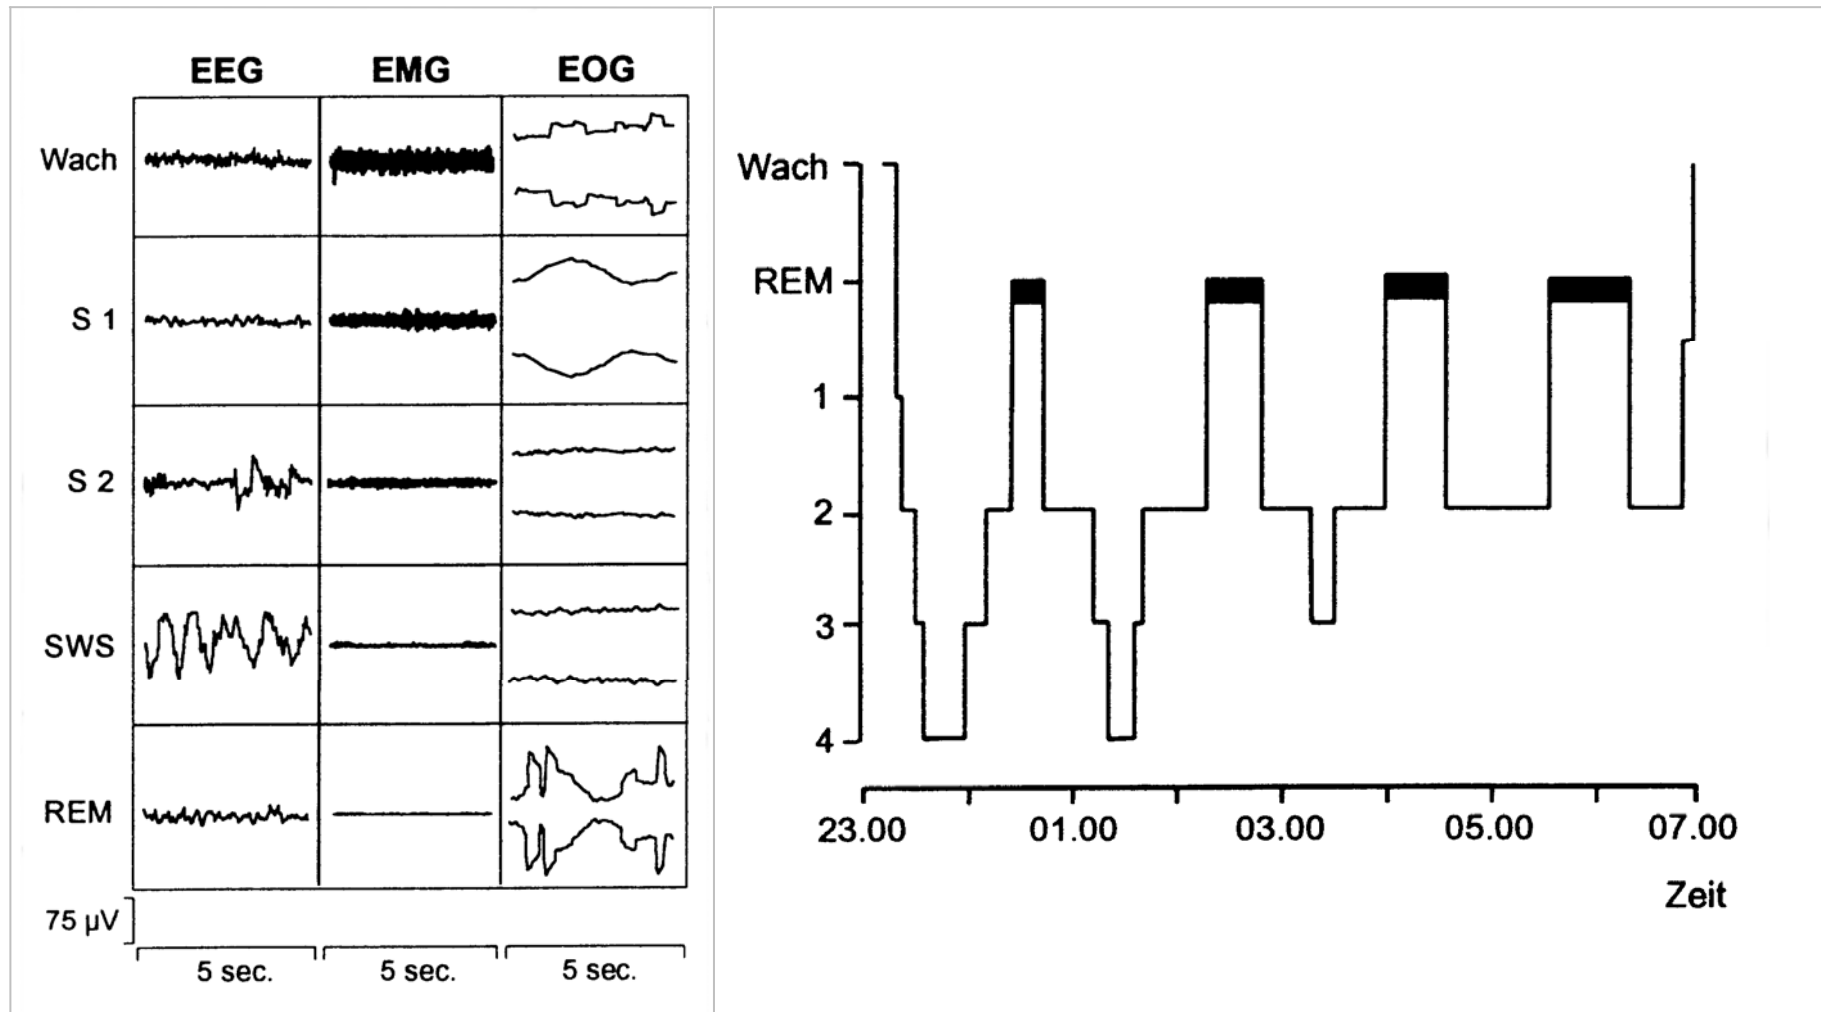 EEG EMG EOG
Wach
S 1
S 2
SWS
REM
75 µV
5 sec. 5 sec. 5 sec.
Wach
REM
1
2
3
4
23.00 01.00 03.00 05.00 07.00
Zeit